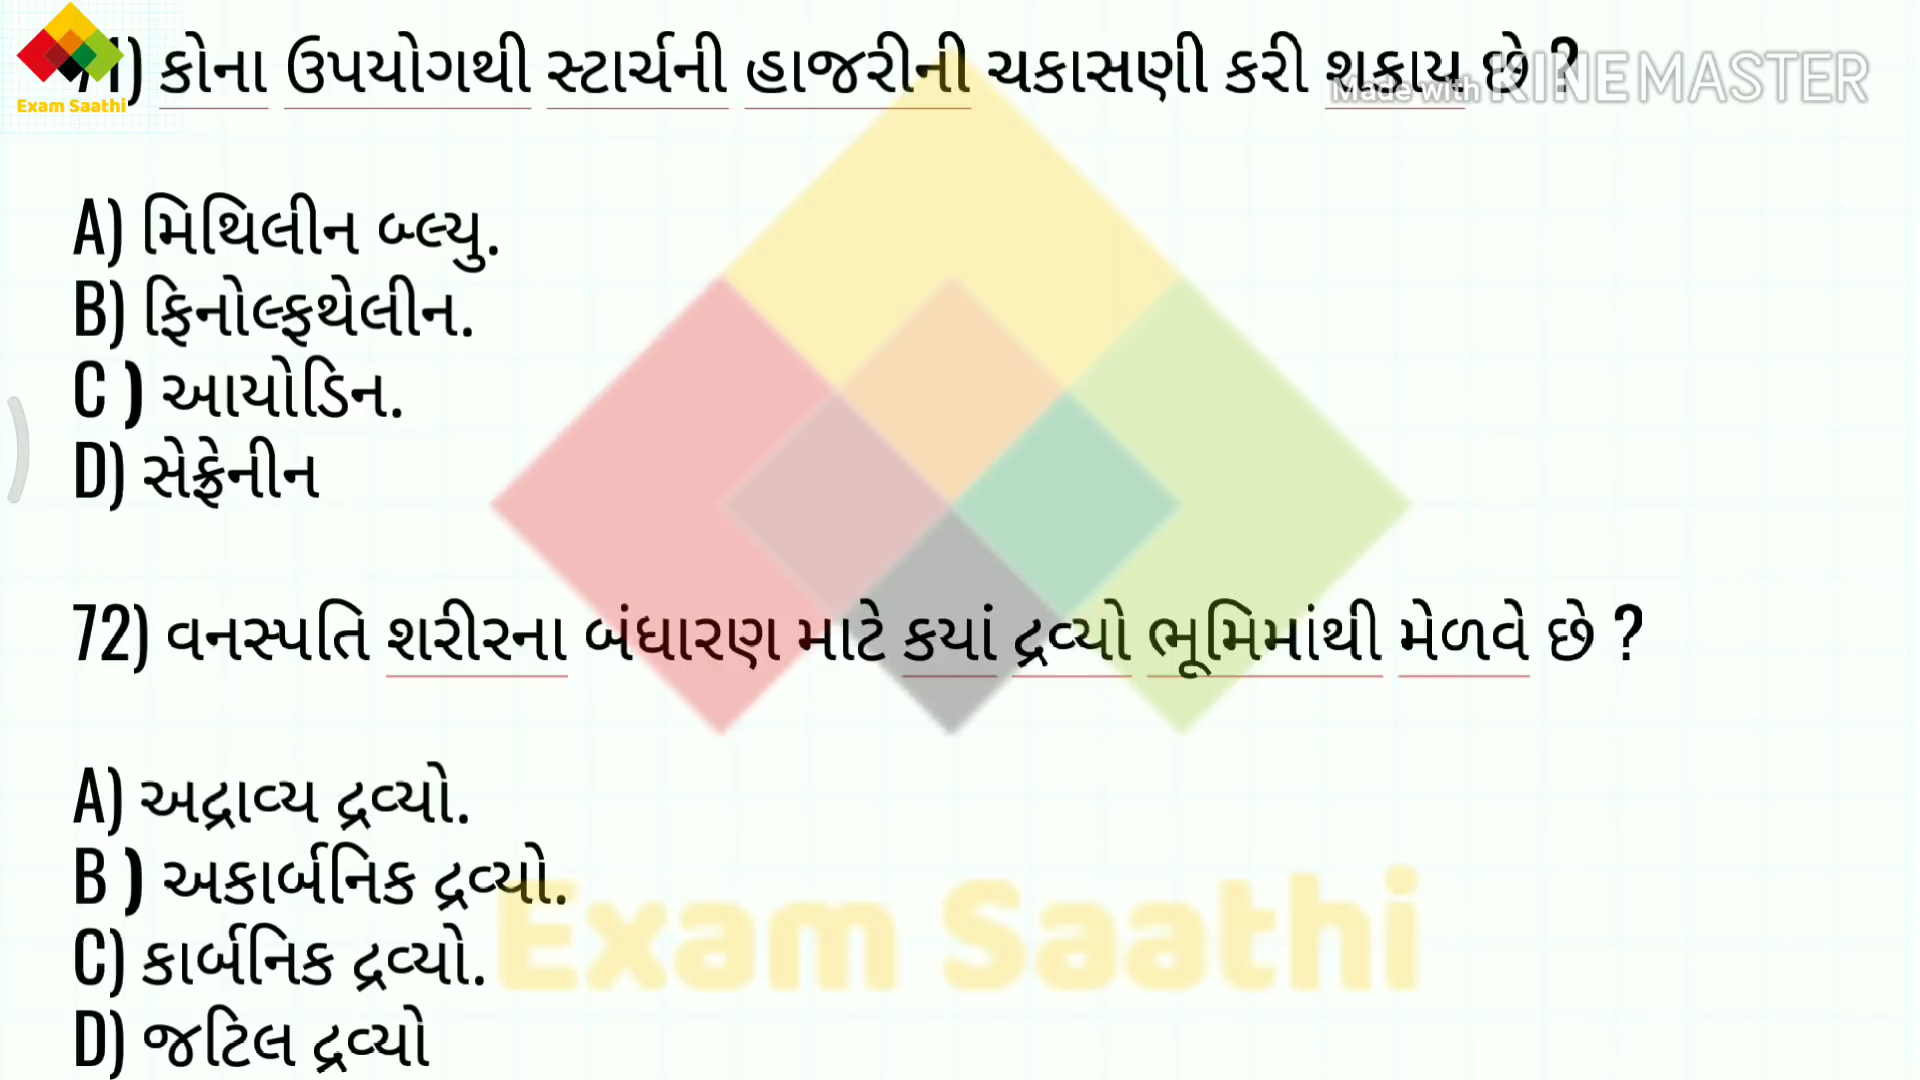 71) કોના ઉપયોગથી સ્ટાર્ચની હાજરીની ચકાસણી કરી શકાય છે ?
Made with KINEMASTER
Exam Saathi
A) મિથિલીન બ્લ્યુ.
B) ફિનોલ્ફથેલીન.
C ) આયોડિન.
D) સેફ્રેનીન
72) વનસ્પતિ શરીરના બંધારણ માટે કયાં દ્રવ્યો ભૂમિમાંથી મેળવે છે ?
A) અદ્રાવ્ય દ્રવ્યો.
B ) અકાર્બનિક દ્રવ્યો.
Exam Saathi
C) કાર્બનિક દ્રવ્યો.
D) જટિલ દ્રવ્યો